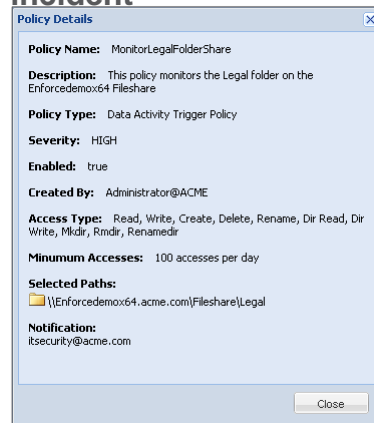 Incident
Policy Details
Policy Name: MonitorLegalFolderShare
Description: This policy monitors the Legal folder on the
Enforcedemox64 Fileshare
Policy Type: Data Activity Trigger Policy
Severity: HIGH
Enabled: true
Created By: Administrator@ACME
Access Type: Read, Write, Create, Delete, Rename, Dir Read, Dir
Write, Mkdir, Rmdir, Renamedir
Minumum Accesses: 100 accesses per day
Selected Paths:
\\Enforcedemox64.acme.com\Fileshare\Legal
Notification:
itsecurity@acme.com
Close